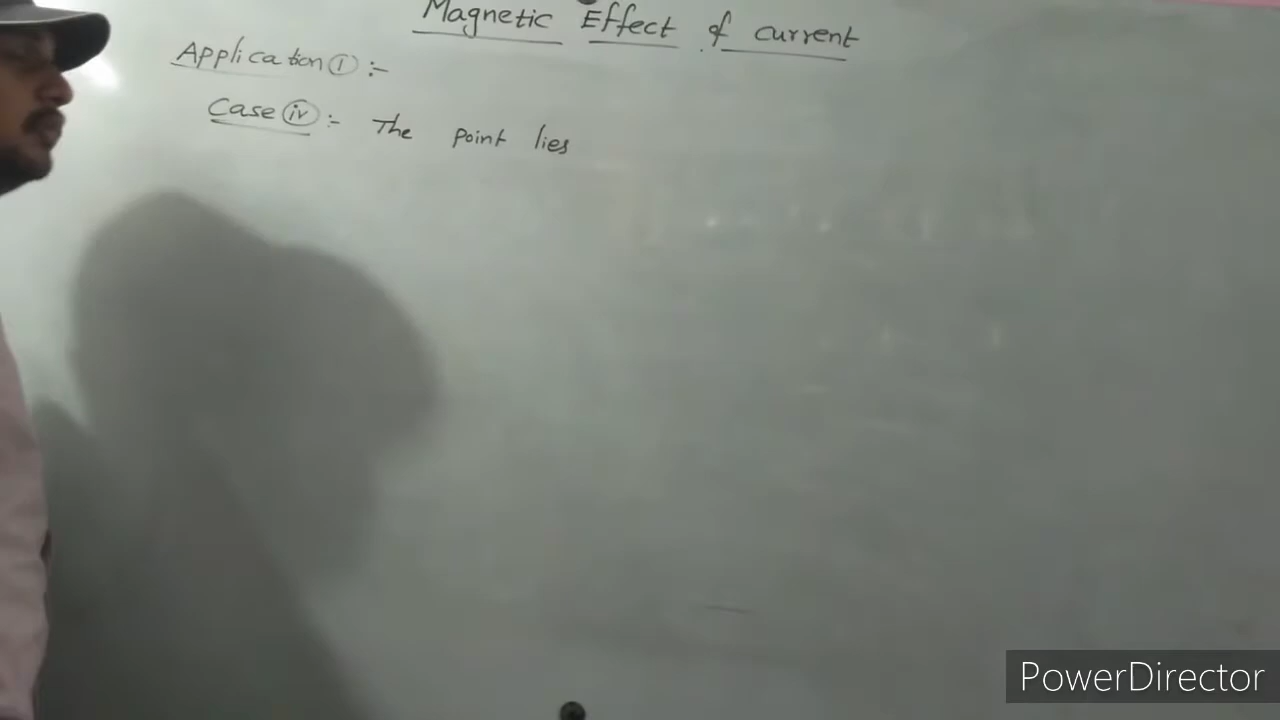 Magnetic Effect of current
Application ① :-
Case ⓘⓥ :- The point lies
PowerDirector